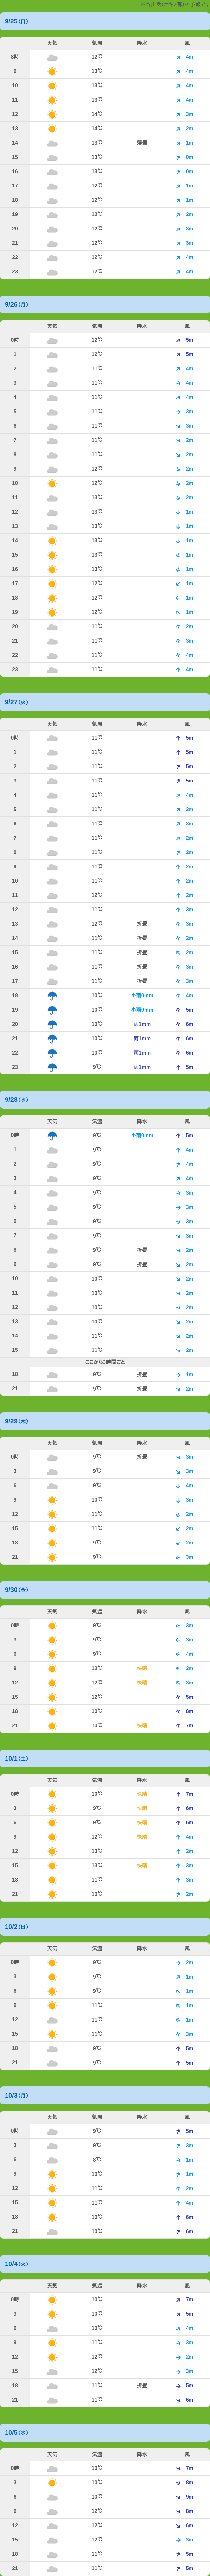 9/25(日)
天気 気温 降水 風
8時 12℃ 4m
9 13℃ 4m
10 13℃ 4m
11 13℃ 4m
12 14℃ 3m
13 14℃ 2m
14 13℃ 薄曇 1m
15 13℃ 0m
16 13℃ 0m
17 12℃ 1m
18 12℃ 1m
19 12℃ 2m
20 12℃ 3m
21 12℃ 3m
22 12℃ 4m
23 12℃ 4m
9/26(月)
天気 気温 降水 風
0時 12℃ 5m
1 12℃ 5m
2 11℃ 4m
3 11℃ 4m
4 11℃ 4m
5 11℃ 3m
6 11℃ 3m
7 11℃ 2m
8 11℃ 2m
9 12℃ 2m
10 12℃ 2m
11 13℃ 2m
12 13℃ 1m
13 13℃ 1m
14 13℃ 1m
15 13℃ 1m
16 13℃ 1m
17 12℃ 1m
18 12℃ 1m
19 12℃ 1m
20 11℃ 2m
21 11℃ 3m
22 11℃ 4m
23 11℃ 4m
9/27(火)
天気 気温 降水 風
0時 11℃ 5m
1 11℃ 5m
2 11℃ 5m
3 11℃ 5m
4 11℃ 4m
5 11℃ 3m
6 11℃ 3m
7 11℃ 2m
8 11℃ 2m
9 11℃ 2m
10 11℃ 2m
11 12℃ 2m
12 11℃ 3m
13 12℃ 折曇 3m
14 11℃ 折曇 2m
15 11℃ 折曇 2m
16 11℃ 折曇 3m
17 11℃ 折曇 3m
18 10℃ 小雨0mm 4m
19 10℃ 小雨0mm 5m
20 10℃ 雨1mm 6m
21 10℃ 雨1mm 6m
22 10℃ 雨1mm 6m
23 9℃ 雨1mm 5m
9/28(水)
天気 気温 降水 風
0時 9℃ 小雨0mm 5m
1 9℃ 4m
2 9℃ 4m
3 9℃ 4m
4 9℃ 3m
5 9℃ 3m
6 9℃ 3m
7 9℃ 3m
8 9℃ 折曇 2m
9 9℃ 折曇 2m
10 10℃ 2m
11 10℃ 2m
12 10℃ 2m
13 10℃ 2m
14 11℃ 2m
15 11℃ 2m
ここから3時間ごと
18 9℃ 折曇 1m
21 9℃ 折曇 2m
9/29(木)
天気 気温 降水 風
0時 9℃ 折曇 3m
3 9℃ 3m
6 9℃ 4m
9 10℃ 3m
12 11℃ 2m
15 11℃ 2m
18 9℃ 2m
21 9℃ 3m
9/30(金)
天気 気温 降水 風
0時 9℃ 3m
3 9℃ 3m
6 9℃ 4m
9 12℃ 快晴 3m
12 12℃ 快晴 3m
15 12℃ 5m
18 10℃ 8m
21 10℃ 快晴 7m
10/1(土)
天気 気温 降水 風
0時 10℃ 快晴 7m
3 9℃ 快晴 6m
6 9℃ 快晴 6m
9 12℃ 快晴 4m
12 13℃ 2m
15 13℃ 快晴 3m
18 11℃ 3m
21 10℃ 2m
10/2(日)
天気 気温 降水 風
0時 9℃ 2m
3 9℃ 1m
6 9℃ 1m
9 11℃ 1m
12 11℃ 1m
15 11℃ 3m
18 9℃ 5m
21 9℃ 5m
10/3(月)
天気 気温 降水 風
0時 9℃ 5m
3 9℃ 3m
6 8℃ 1m
9 10℃ 1m
12 11℃ 2m
15 11℃ 4m
18 10℃ 6m
21 10℃ 6m
10/4(火)
天気 気温 降水 風
0時 10℃ 7m
3 10℃ 5m
6 10℃ 4m
9 11℃ 3m
12 12℃ 2m
15 12℃ 3m
18 11℃ 折曇 5m
21 11℃ 6m
10/5(水)
天気 気温 降水 風
0時 10℃ 7m
3 10℃ 8m
6 10℃ 9m
9 12℃ 8m
12 12℃ 6m
15 12℃ 3m
18 11℃ 5m
21 11℃ 5m